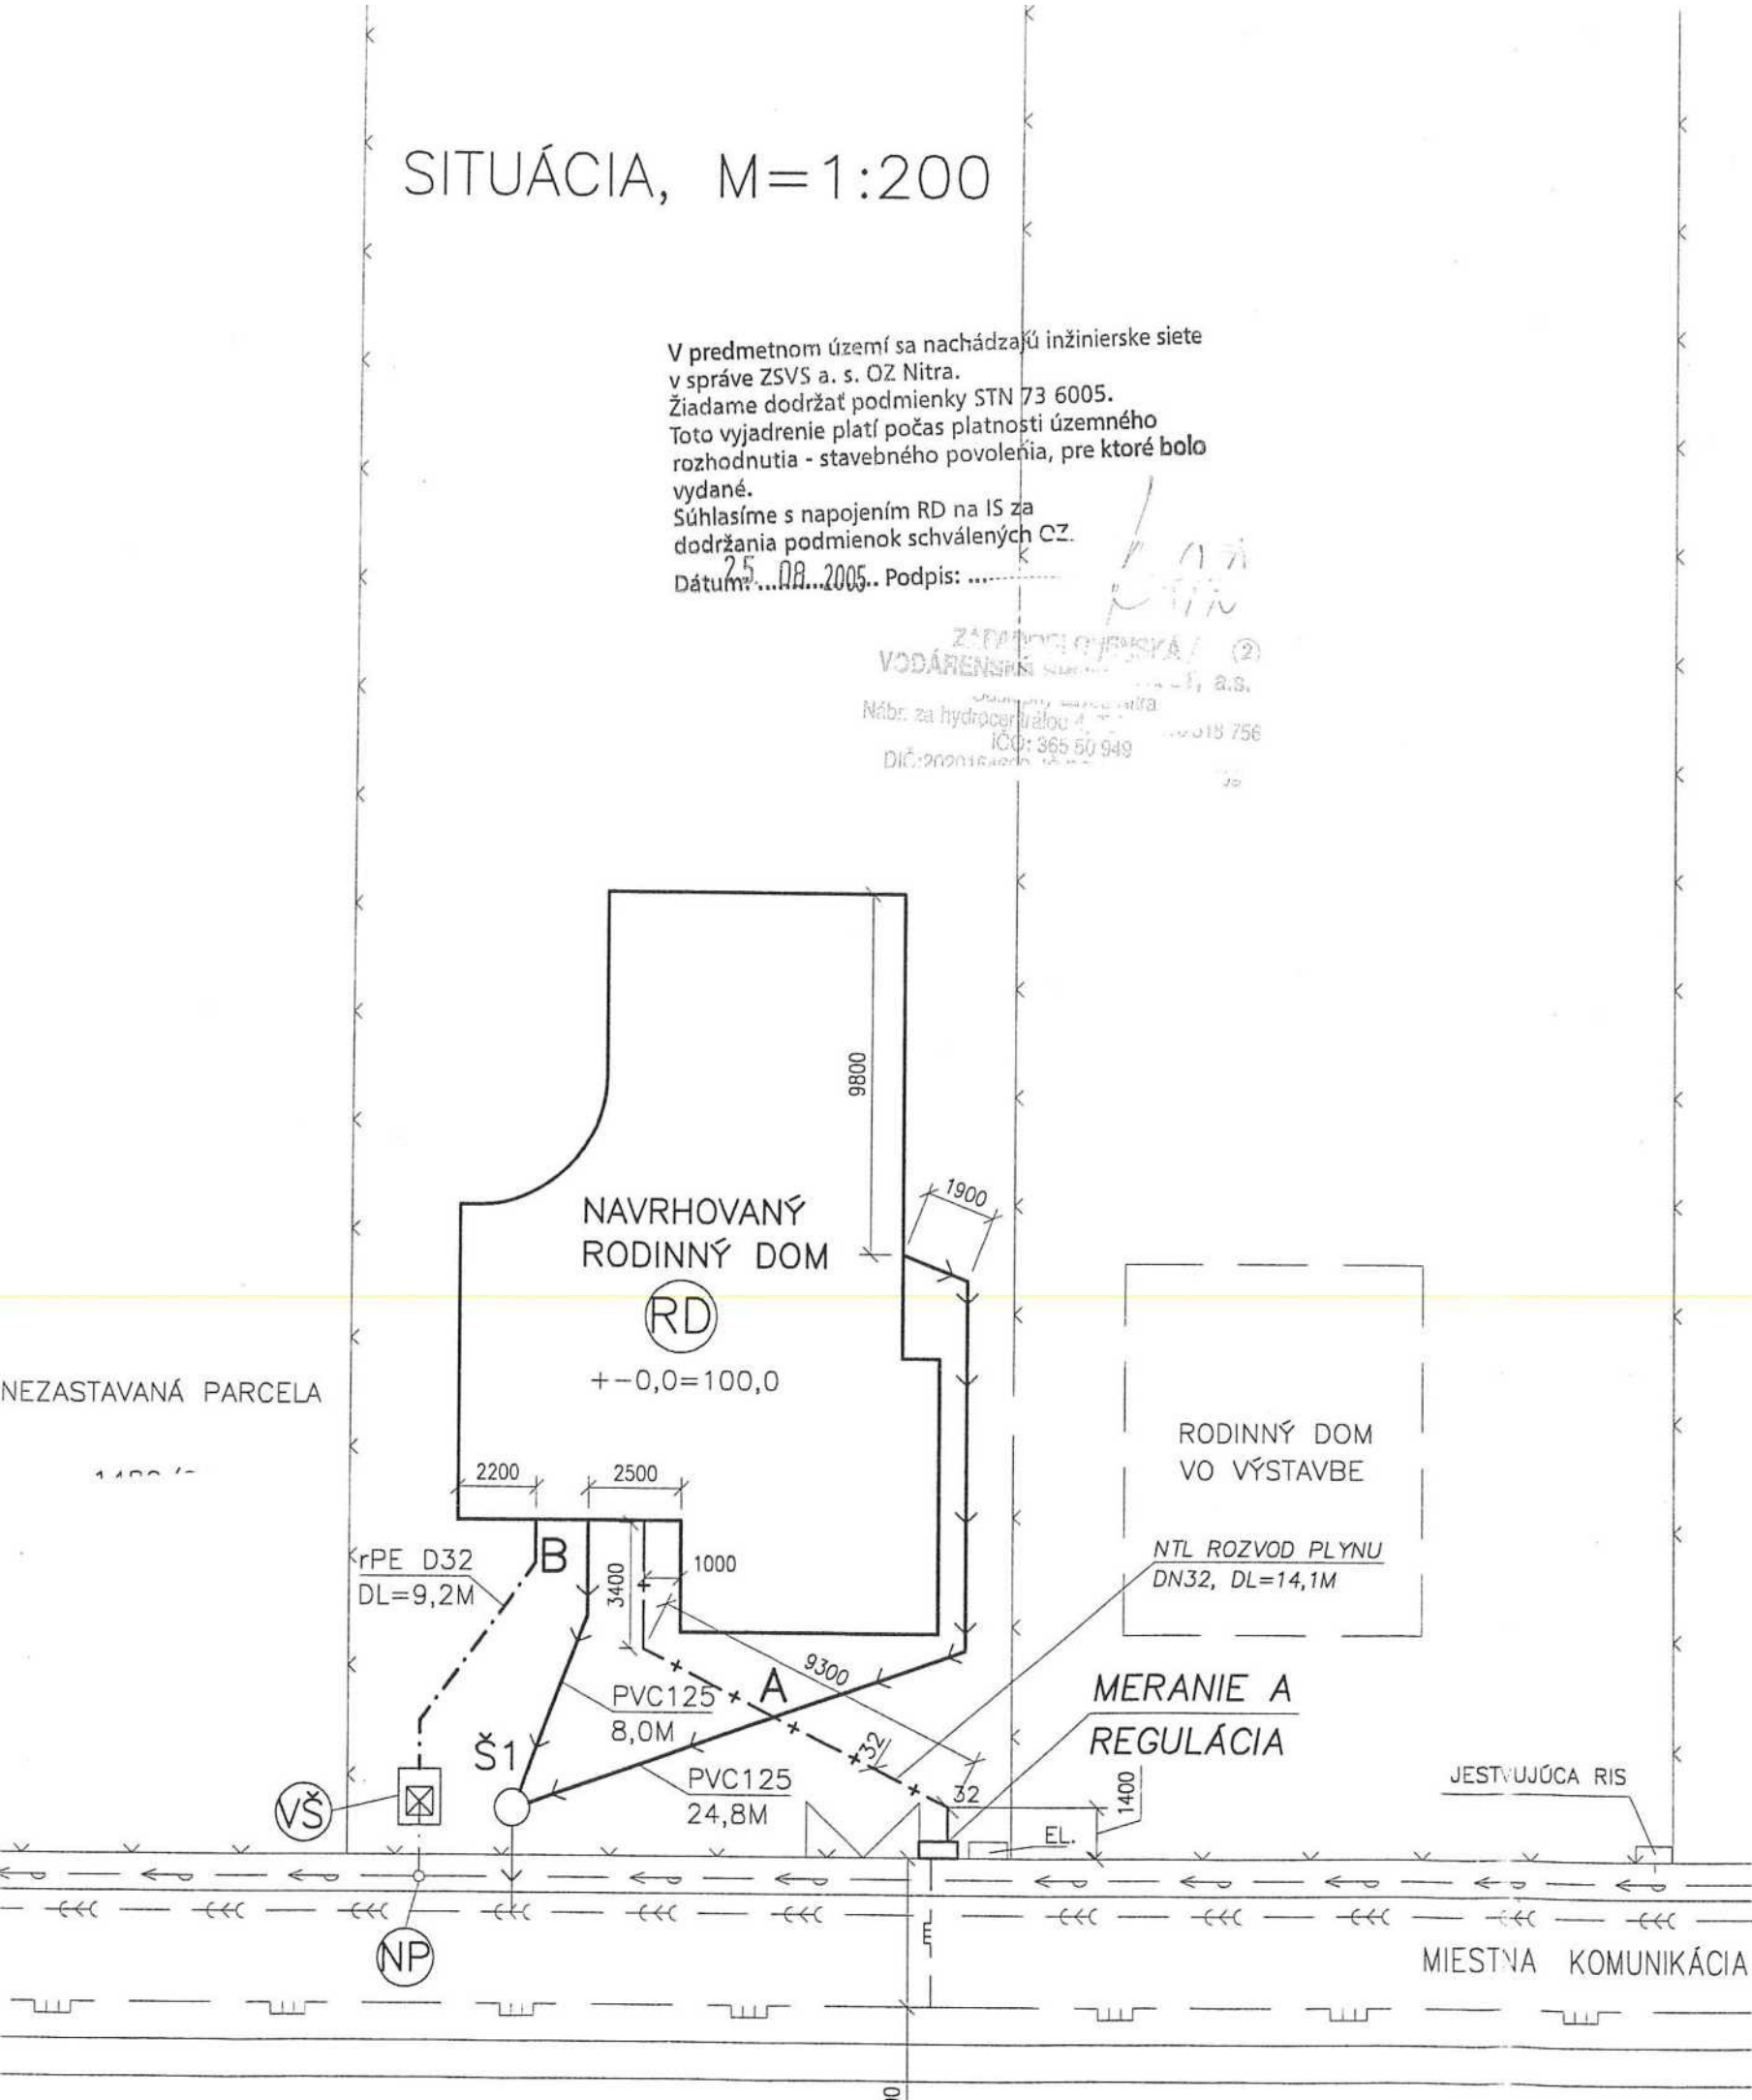 SITUÁCIA, M=1:200
V predmetnom území sa nachádzajú inžinierske siete
v správe ZSVS a. s. OZ Nitra.
Žiadame dodržať podmienky STN 73 6005.
Toto vyjadrenie platí počas platnosti územného
rozhodnutia - stavebného povolenia, pre ktoré bolo
vydané.
Súhlasíme s napojením RD na IS za
dodržania podmienok schválených OZ.
Dátum: 25. 08. 2005 Podpis:
2
VODÁRENSKÁ a.s.
Nábr. za hydrocentrálou 4
IČO: 365 50 949
DIČ:
9800
1900
NAVRHOVANÝ
RODINNÝ DOM
RD
+-0,0=100,0
NEZASTAVANÁ PARCELA
RODINNÝ DOM
VO VÝSTAVBE
2200
2500
B
rPE D32
DL=9,2M
3400
1000
NTL ROZVOD PLYNU
DN32, DL=14,1M
9300
A
PVC125
8,0M
MERANIE A
REGULÁCIA
Š1
32
PVC125
24,8M
32
1400
JESTVUJÚCA RIS
VŠ
EL.
NP
MIESTNA KOMUNIKÁCIA